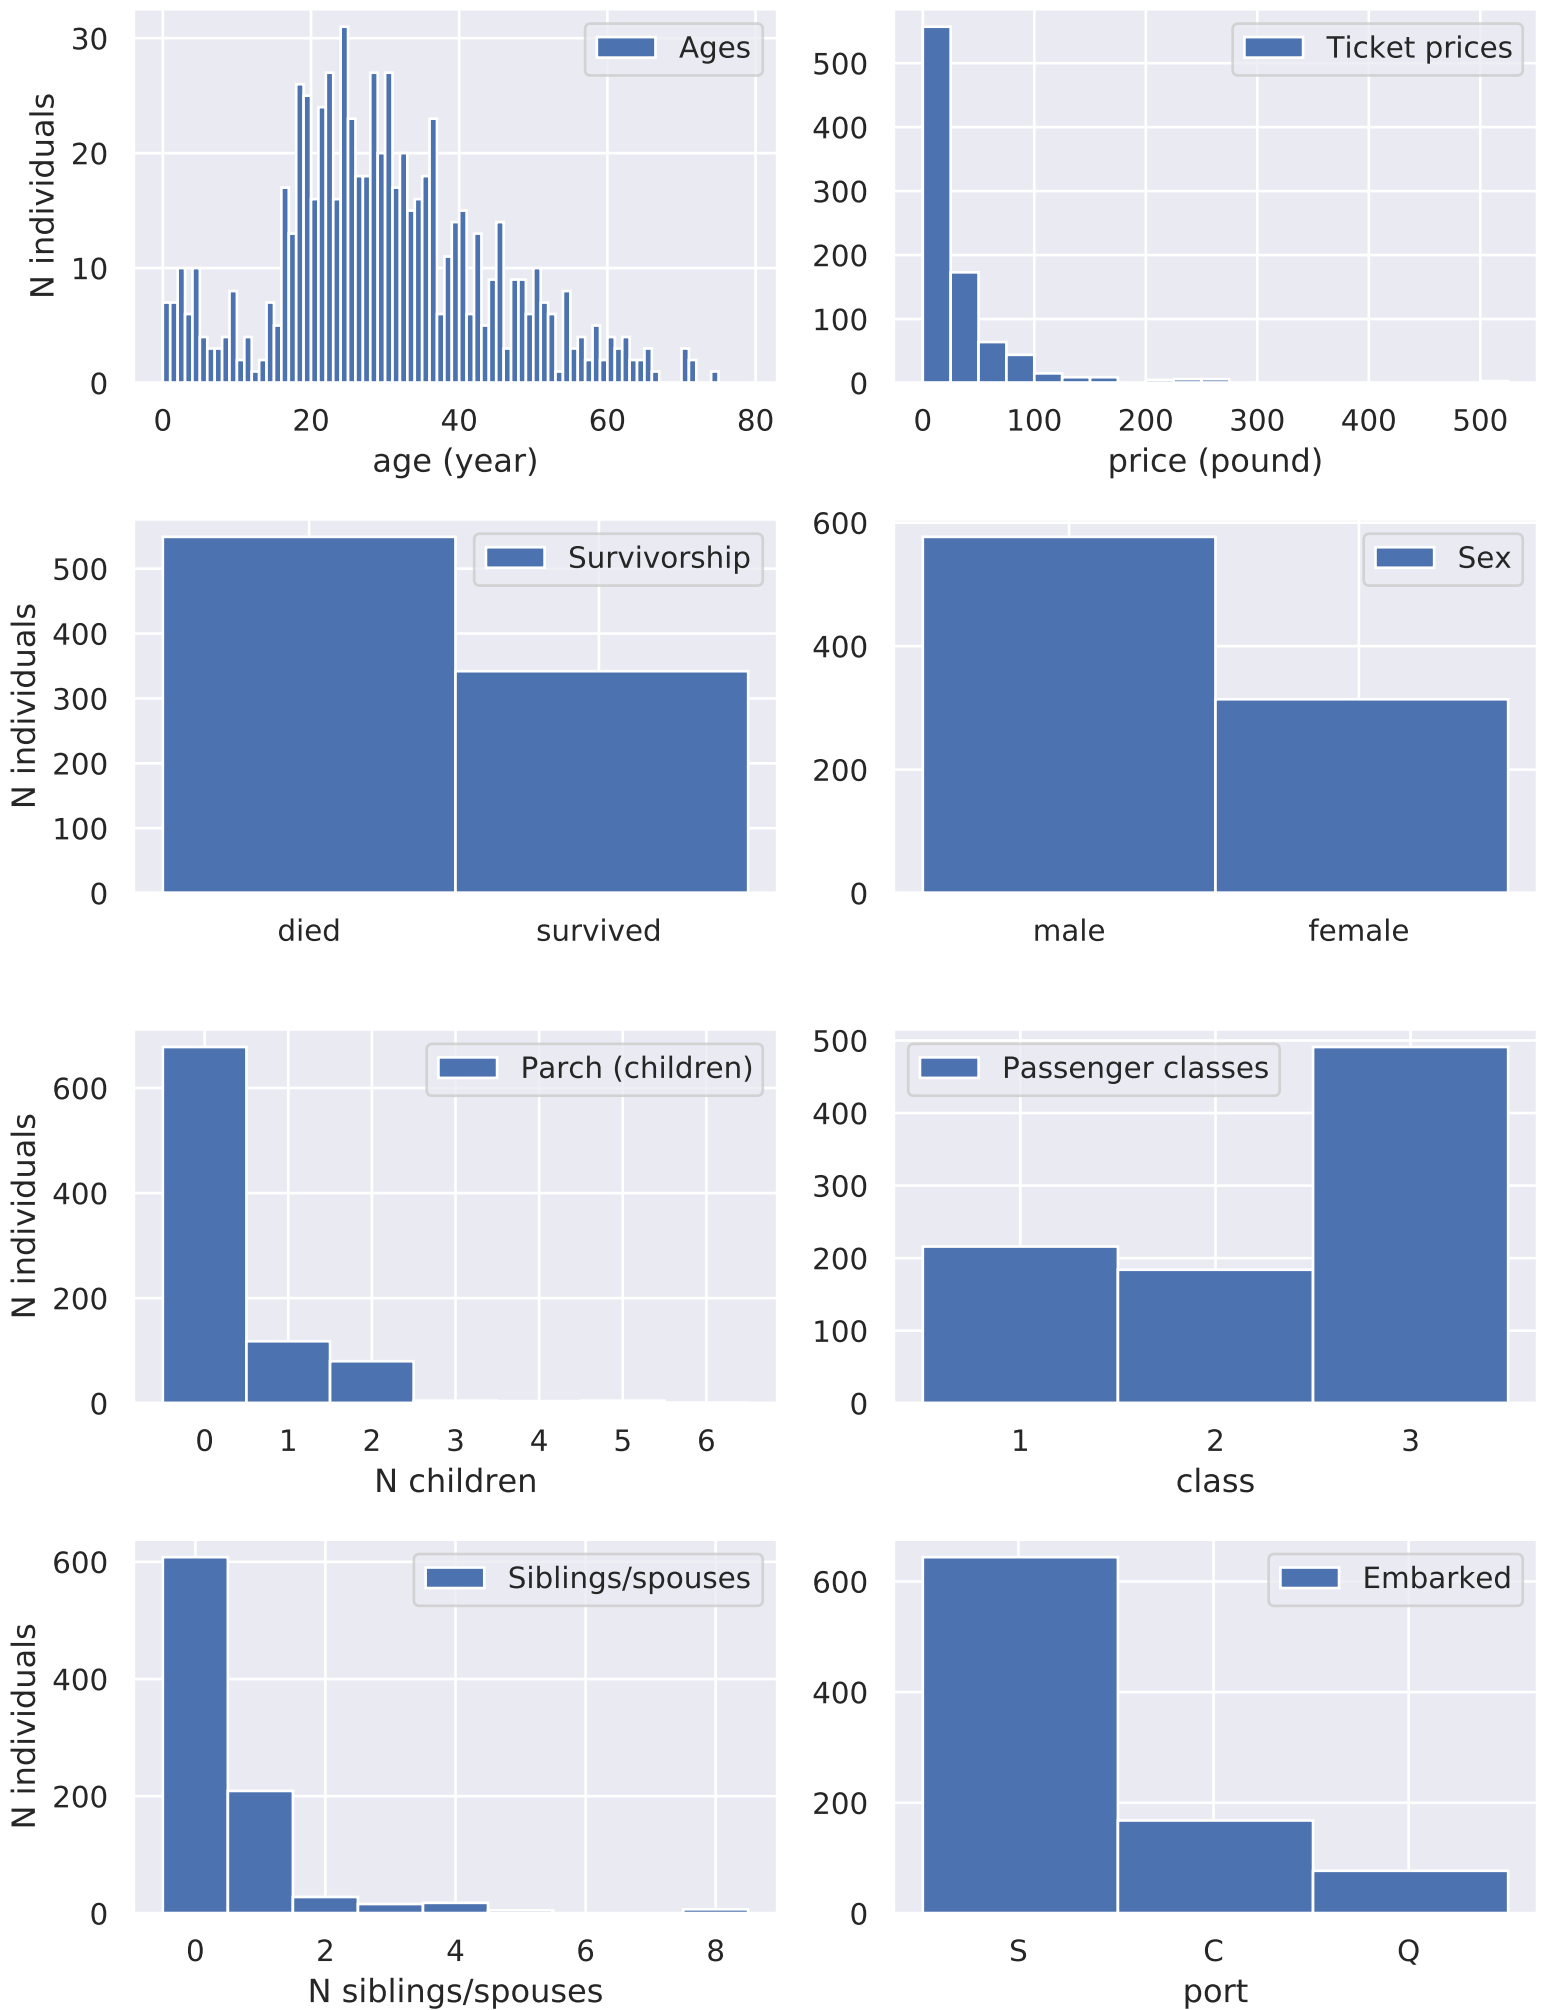 Ages
N individuals
30
20
10
0
0 20 40 60 80
age (year)
Ticket prices
500
400
300
200
100
0
0 100 200 300 400 500
price (pound)
Survivorship
N individuals
500
400
300
200
100
0
died survived
Sex
600
400
200
0
male female
Parch (children)
N individuals
600
400
200
0
0 1 2 3 4 5 6
N children
Passenger classes
500
400
300
200
100
0
1 2 3
class
Siblings/spouses
N individuals
600
400
200
0
0 2 4 6 8
N siblings/spouses
Embarked
600
400
200
0
S C Q
port